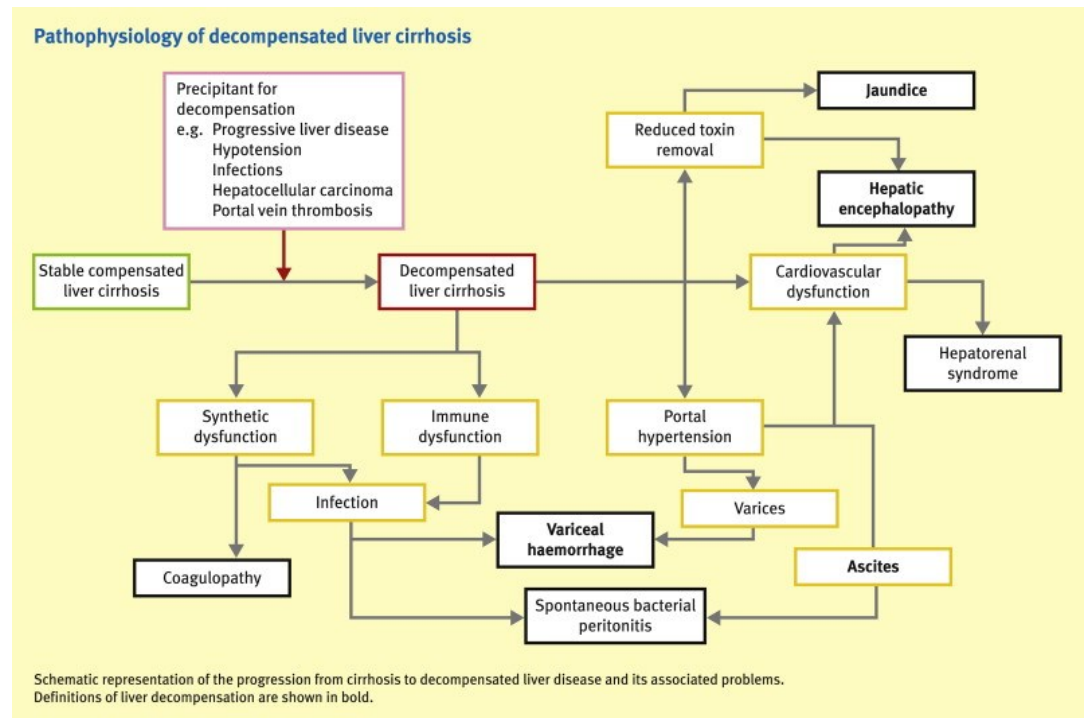 Pathophysiology of decompensated liver cirrhosis
Precipitant for
decompensation
e.g. Progressive liver disease
Hypotension
Infections
Hepatocellular carcinoma
Portal vein thrombosis
Jaundice
Reduced toxin
removal
Hepatic
encephalopathy
Stable compensated
liver cirrhosis
Decompensated
liver cirrhosis
Cardiovascular
dysfunction
Hepatorenal
syndrome
Synthetic
dysfunction
Immune
dysfunction
Portal
hypertension
Infection
Varices
Variceal
haemorrhage
Ascites
Coagulopathy
Spontaneous bacterial
peritonitis
Schematic representation of the progression from cirrhosis to decompensated liver disease and its associated problems.
Definitions of liver decompensation are shown in bold.